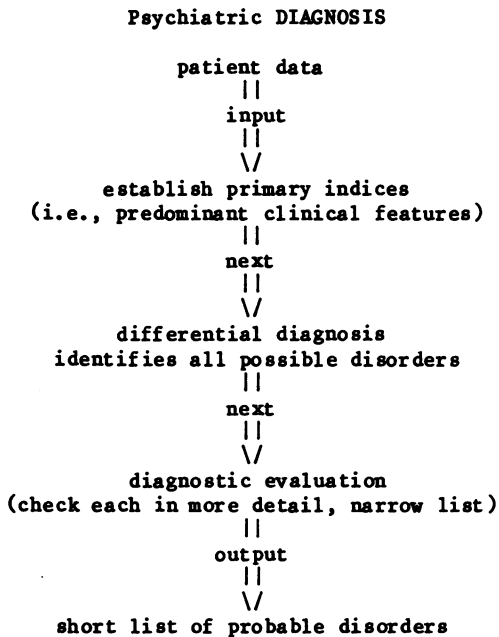 Psychiatric DIAGNOSIS
patient data
||
input
||
\/
establish primary indices
(i.e., predominant clinical features)
||
next
||
\/
differential diagnosis
identifies all possible disorders
||
next
||
\/
diagnostic evaluation
(check each in more detail, narrow list)
||
output
||
\/
short list of probable disorders